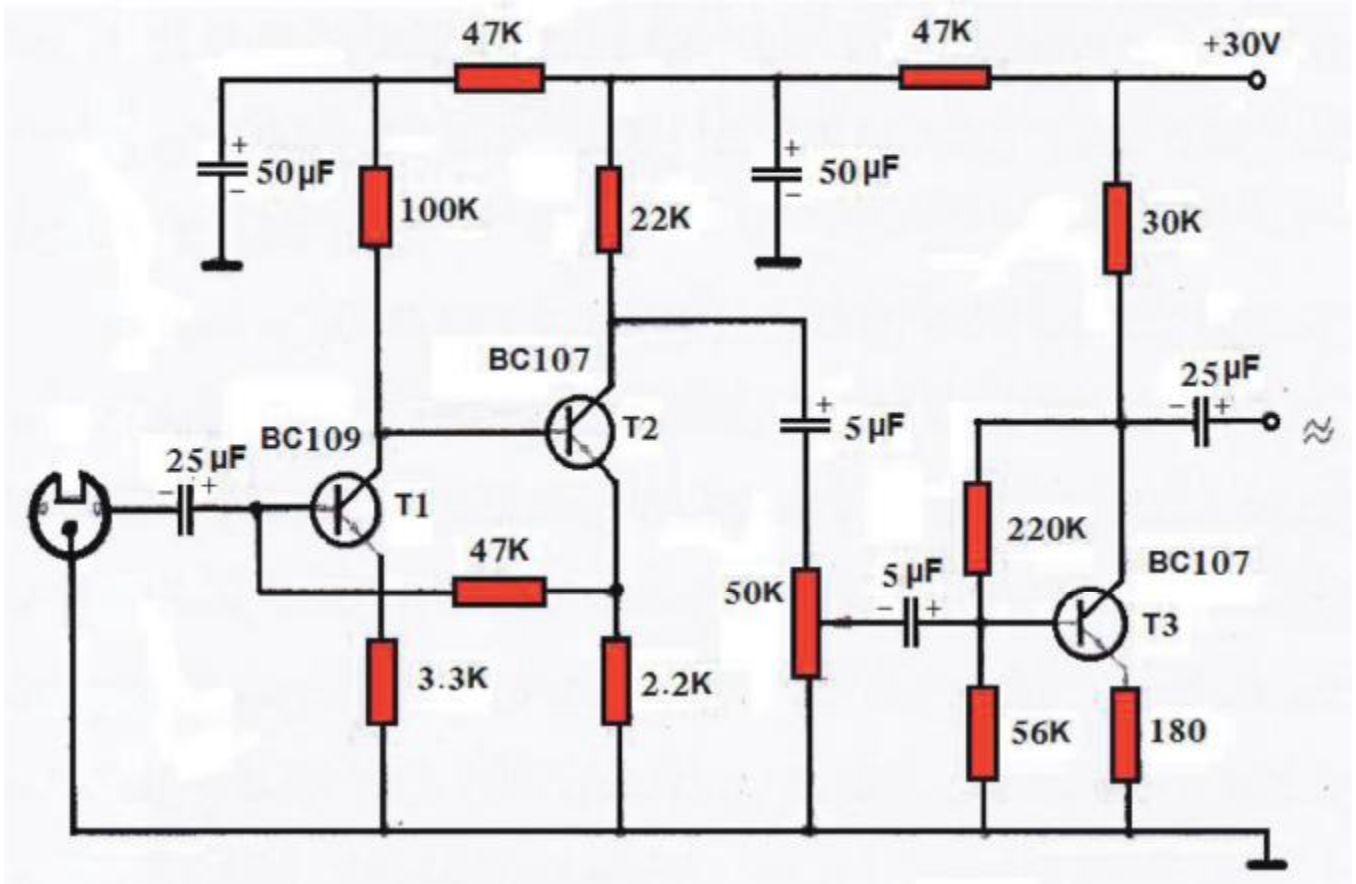 47K
47K
+30V
+
50µF
−
100K
22K
+
50µF
−
30K
BC107
25µF
− +
BC109
25µF
− +
T2
+
5µF
T1
220K
47K
50K
5µF
− +
BC107
T3
3.3K
2.2K
56K
180
≈